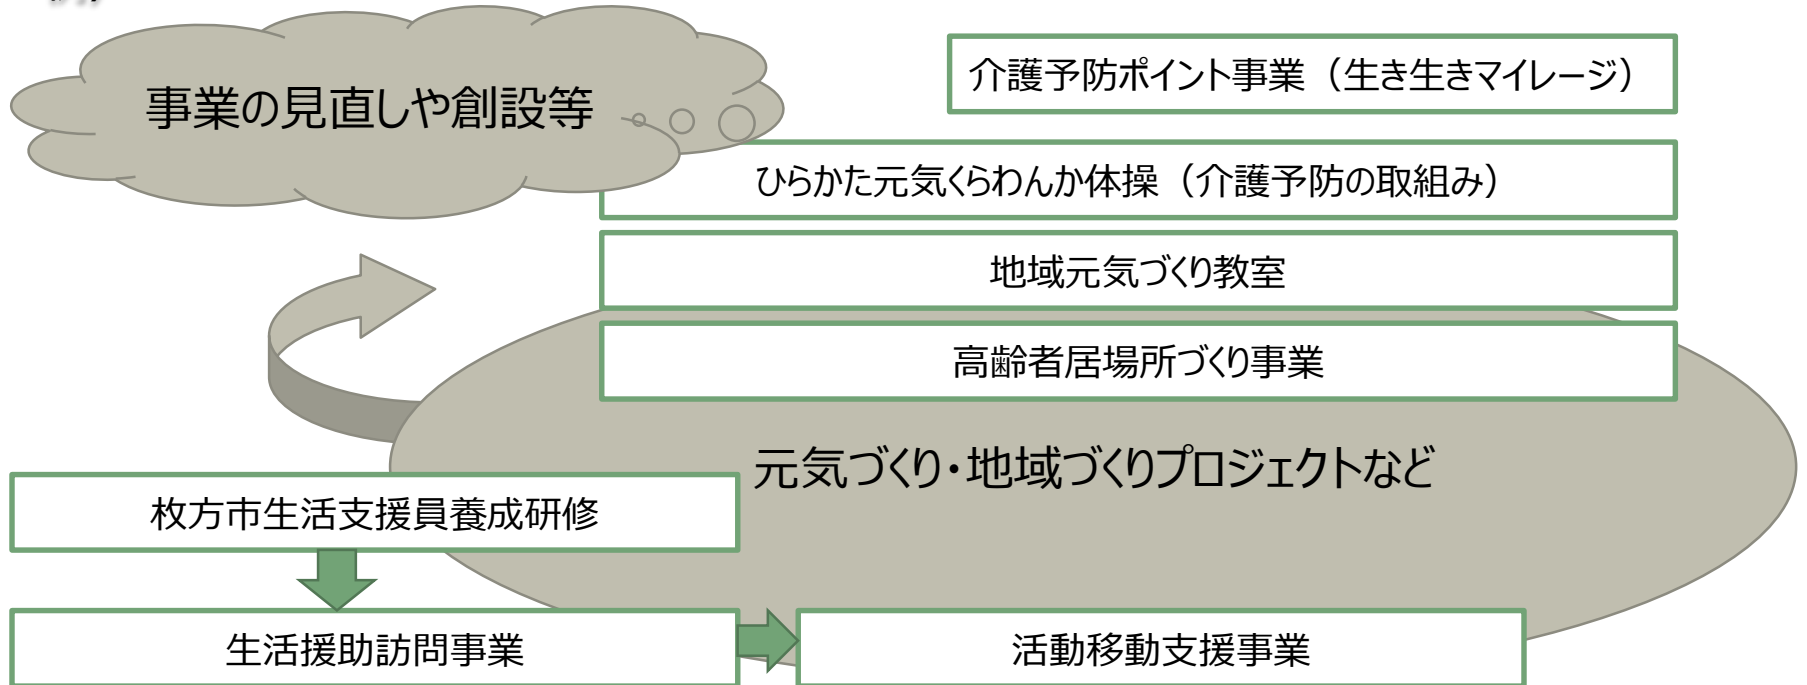 事業の見直しや創設等
介護予防ポイント事業（生き生きマイレージ）
ひらかた元気くらわんか体操（介護予防の取組み）
地域元気づくり教室
高齢者居場所づくり事業
元気づくり・地域づくりプロジェクトなど
枚方市生活支援員養成研修
生活援助訪問事業
活動移動支援事業